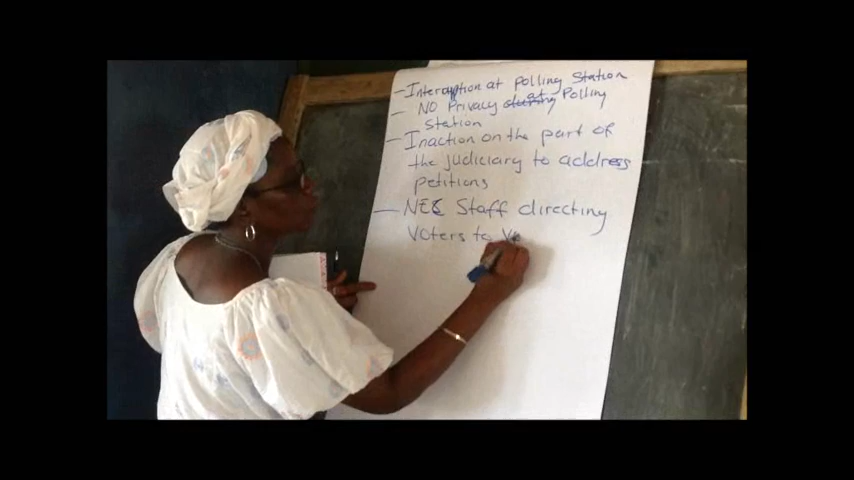 - Interruption at Polling Station
- NO Privacy at Polling
Station
- Inaction on the part of
the judiciary to address
petitions
- NEC Staff directing
Voters to